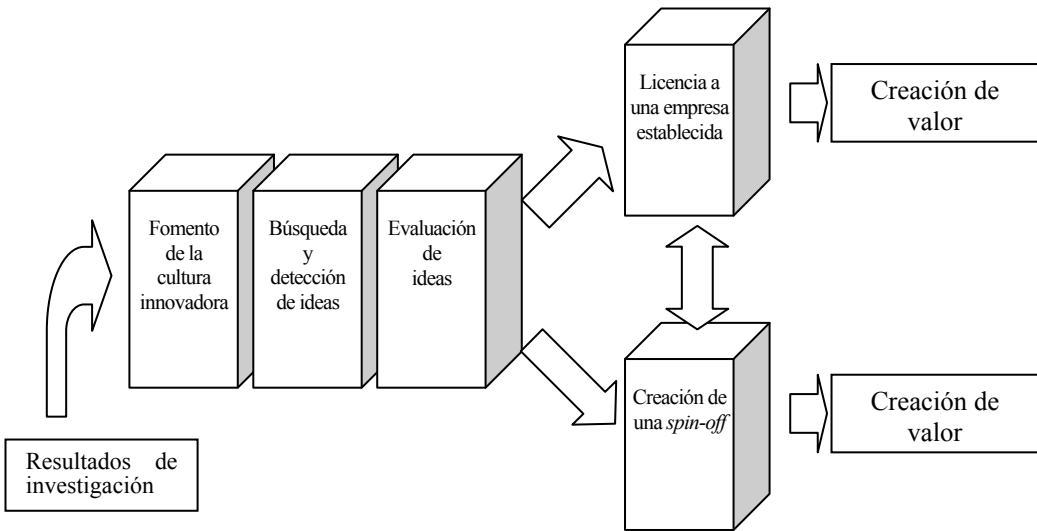 Resultados de
investigación
Fomento
de la
cultura
innovadora
Búsqueda
y
detección
de ideas
Evaluación
de
ideas
Licencia a
una empresa
establecida
Creación de
valor
Creación de
una spin-off
Creación de
valor